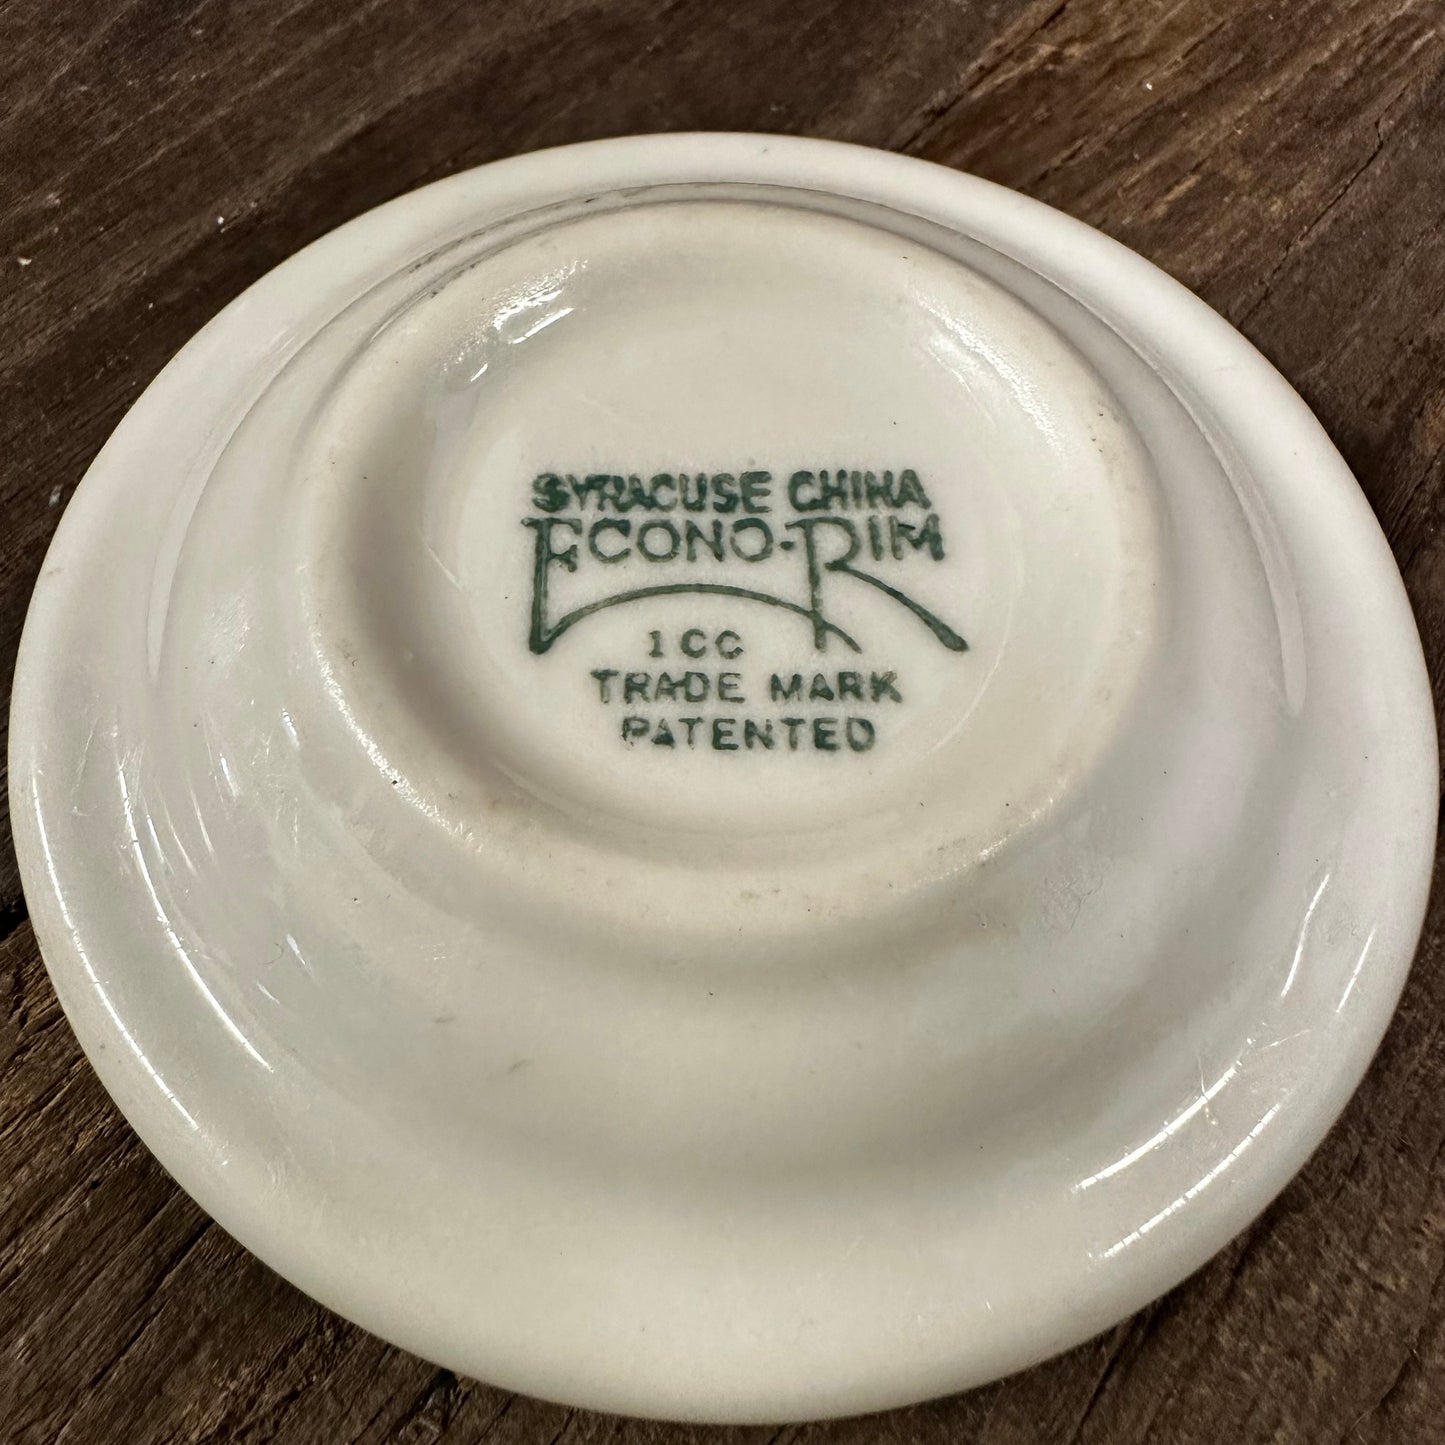 SYRACUSE CHINA
ECONO-RIM
1CC
TRADE MARK
PATENTED